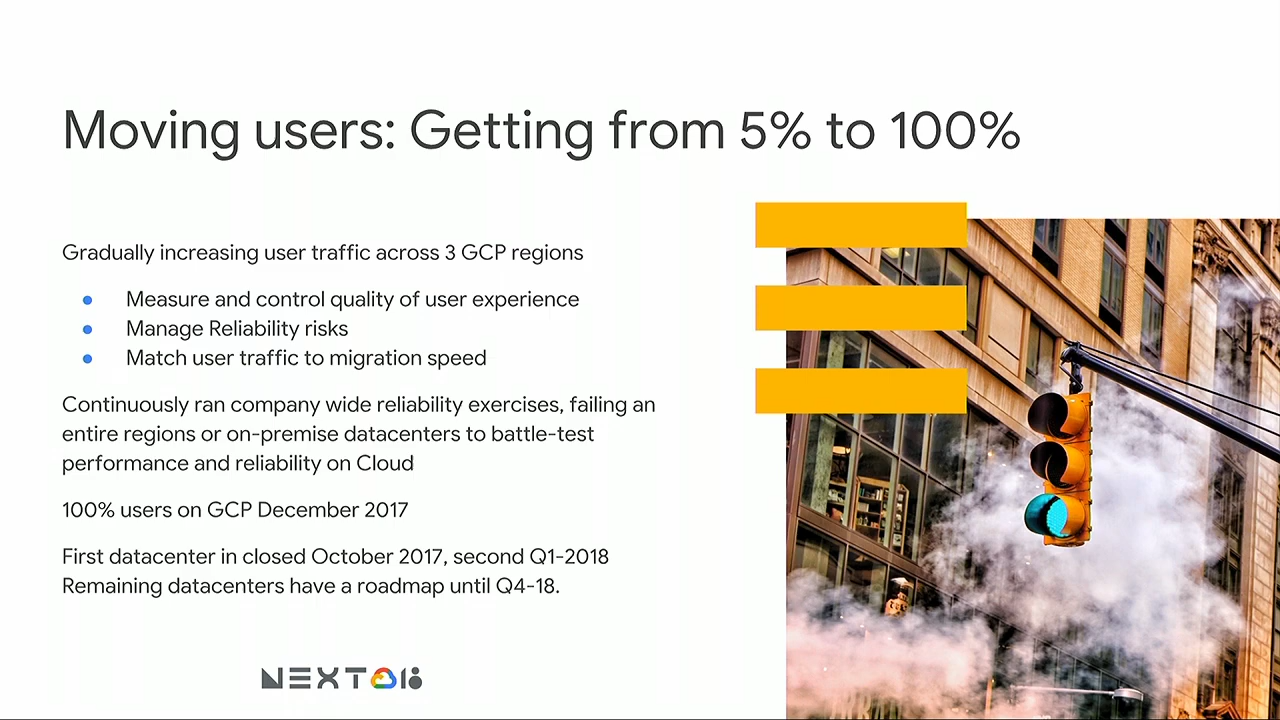 Moving users: Getting from 5% to 100%
Gradually increasing user traffic across 3 GCP regions
● Measure and control quality of user experience
● Manage Reliability risks
● Match user traffic to migration speed
Continuously ran company wide reliability exercises, failing an
entire regions or on-premise datacenters to battle-test
performance and reliability on Cloud
100% users on GCP December 2017
First datacenter in closed October 2017, second Q1-2018
Remaining datacenters have a roadmap until Q4-18.
NEXT 18